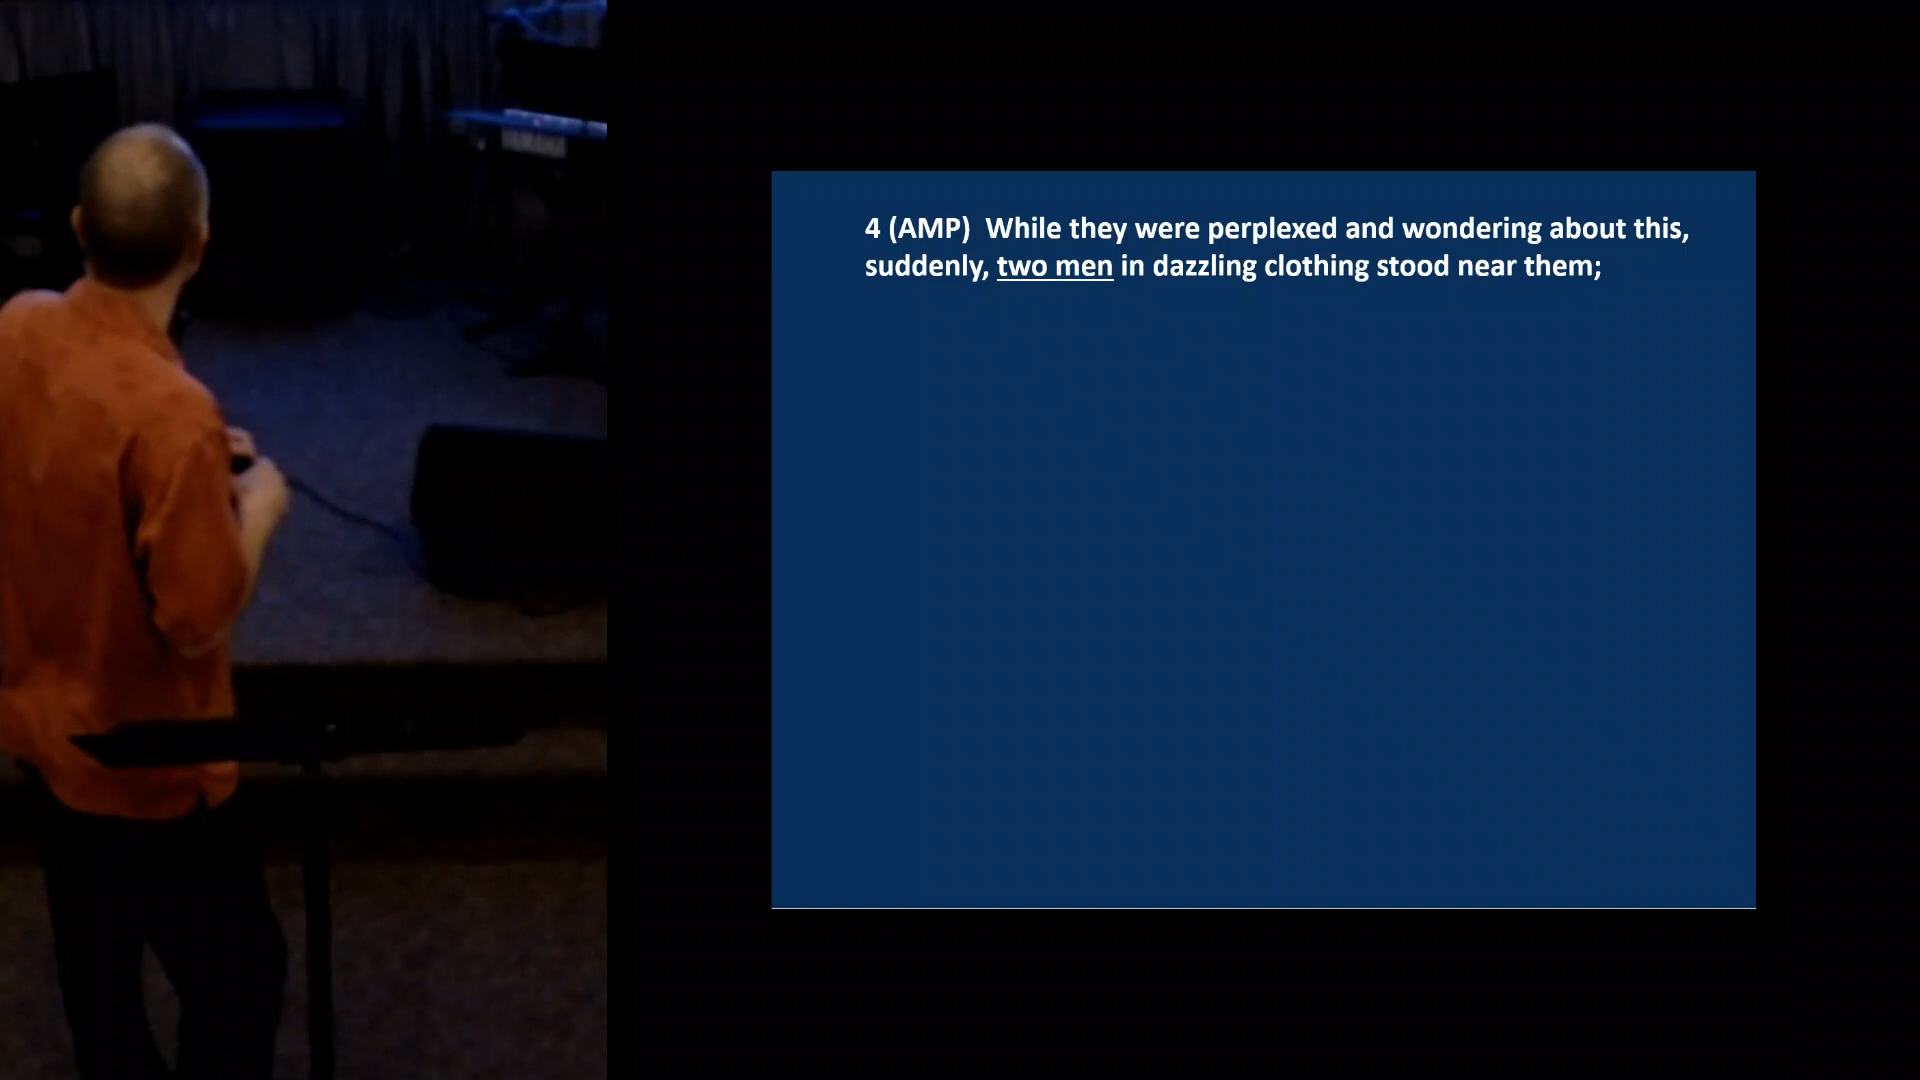 4 (AMP)  While they were perplexed and wondering about this,
suddenly, two men in dazzling clothing stood near them;